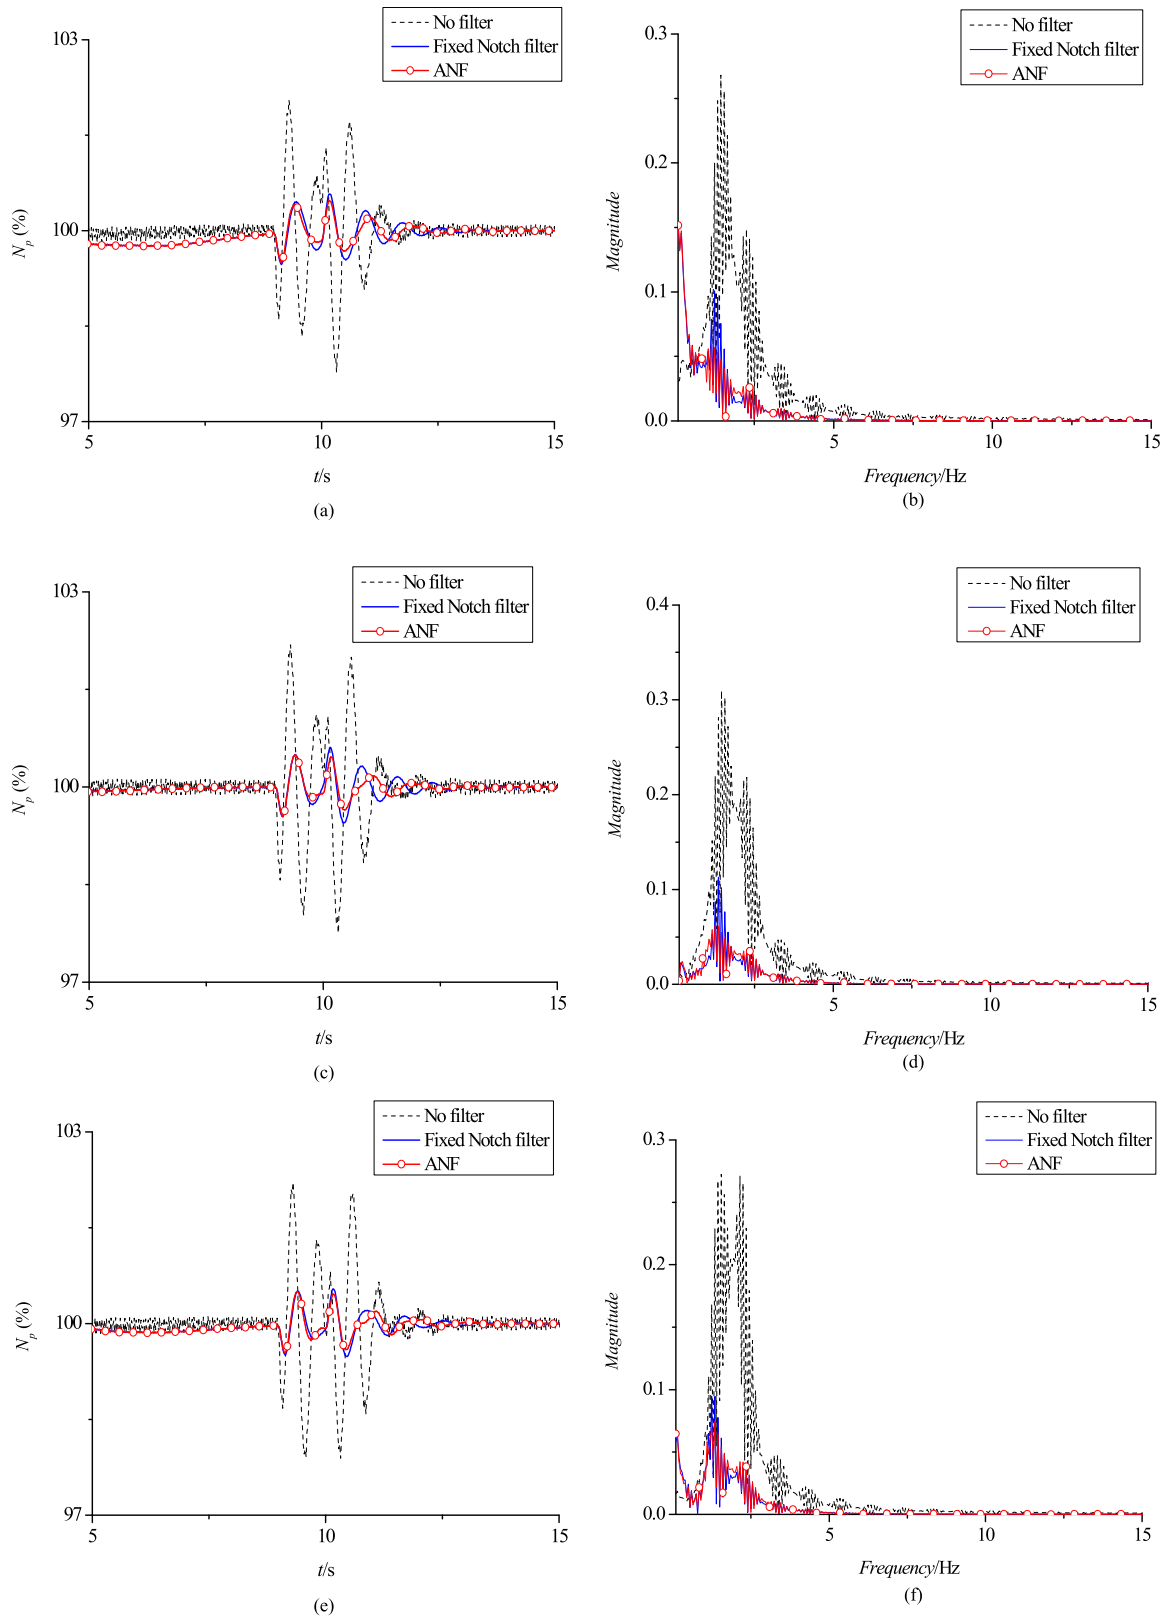 No filter
Fixed Notch filter
ANF
103
100
97
5
10
15
N_p (%)
t/s
(a)
No filter
Fixed Notch filter
ANF
0.3
0.2
0.1
0.0
5
10
15
Magnitude
Frequency/Hz
(b)
No filter
Fixed Notch filter
ANF
103
100
97
5
10
15
N_p (%)
t/s
(c)
No filter
Fixed Notch filter
ANF
0.4
0.3
0.2
0.1
0.0
5
10
15
Magnitude
Frequency/Hz
(d)
No filter
Fixed Notch filter
ANF
103
100
97
5
10
15
N_p (%)
t/s
(e)
No filter
Fixed Notch filter
ANF
0.3
0.2
0.1
0.0
5
10
15
Magnitude
Frequency/Hz
(f)